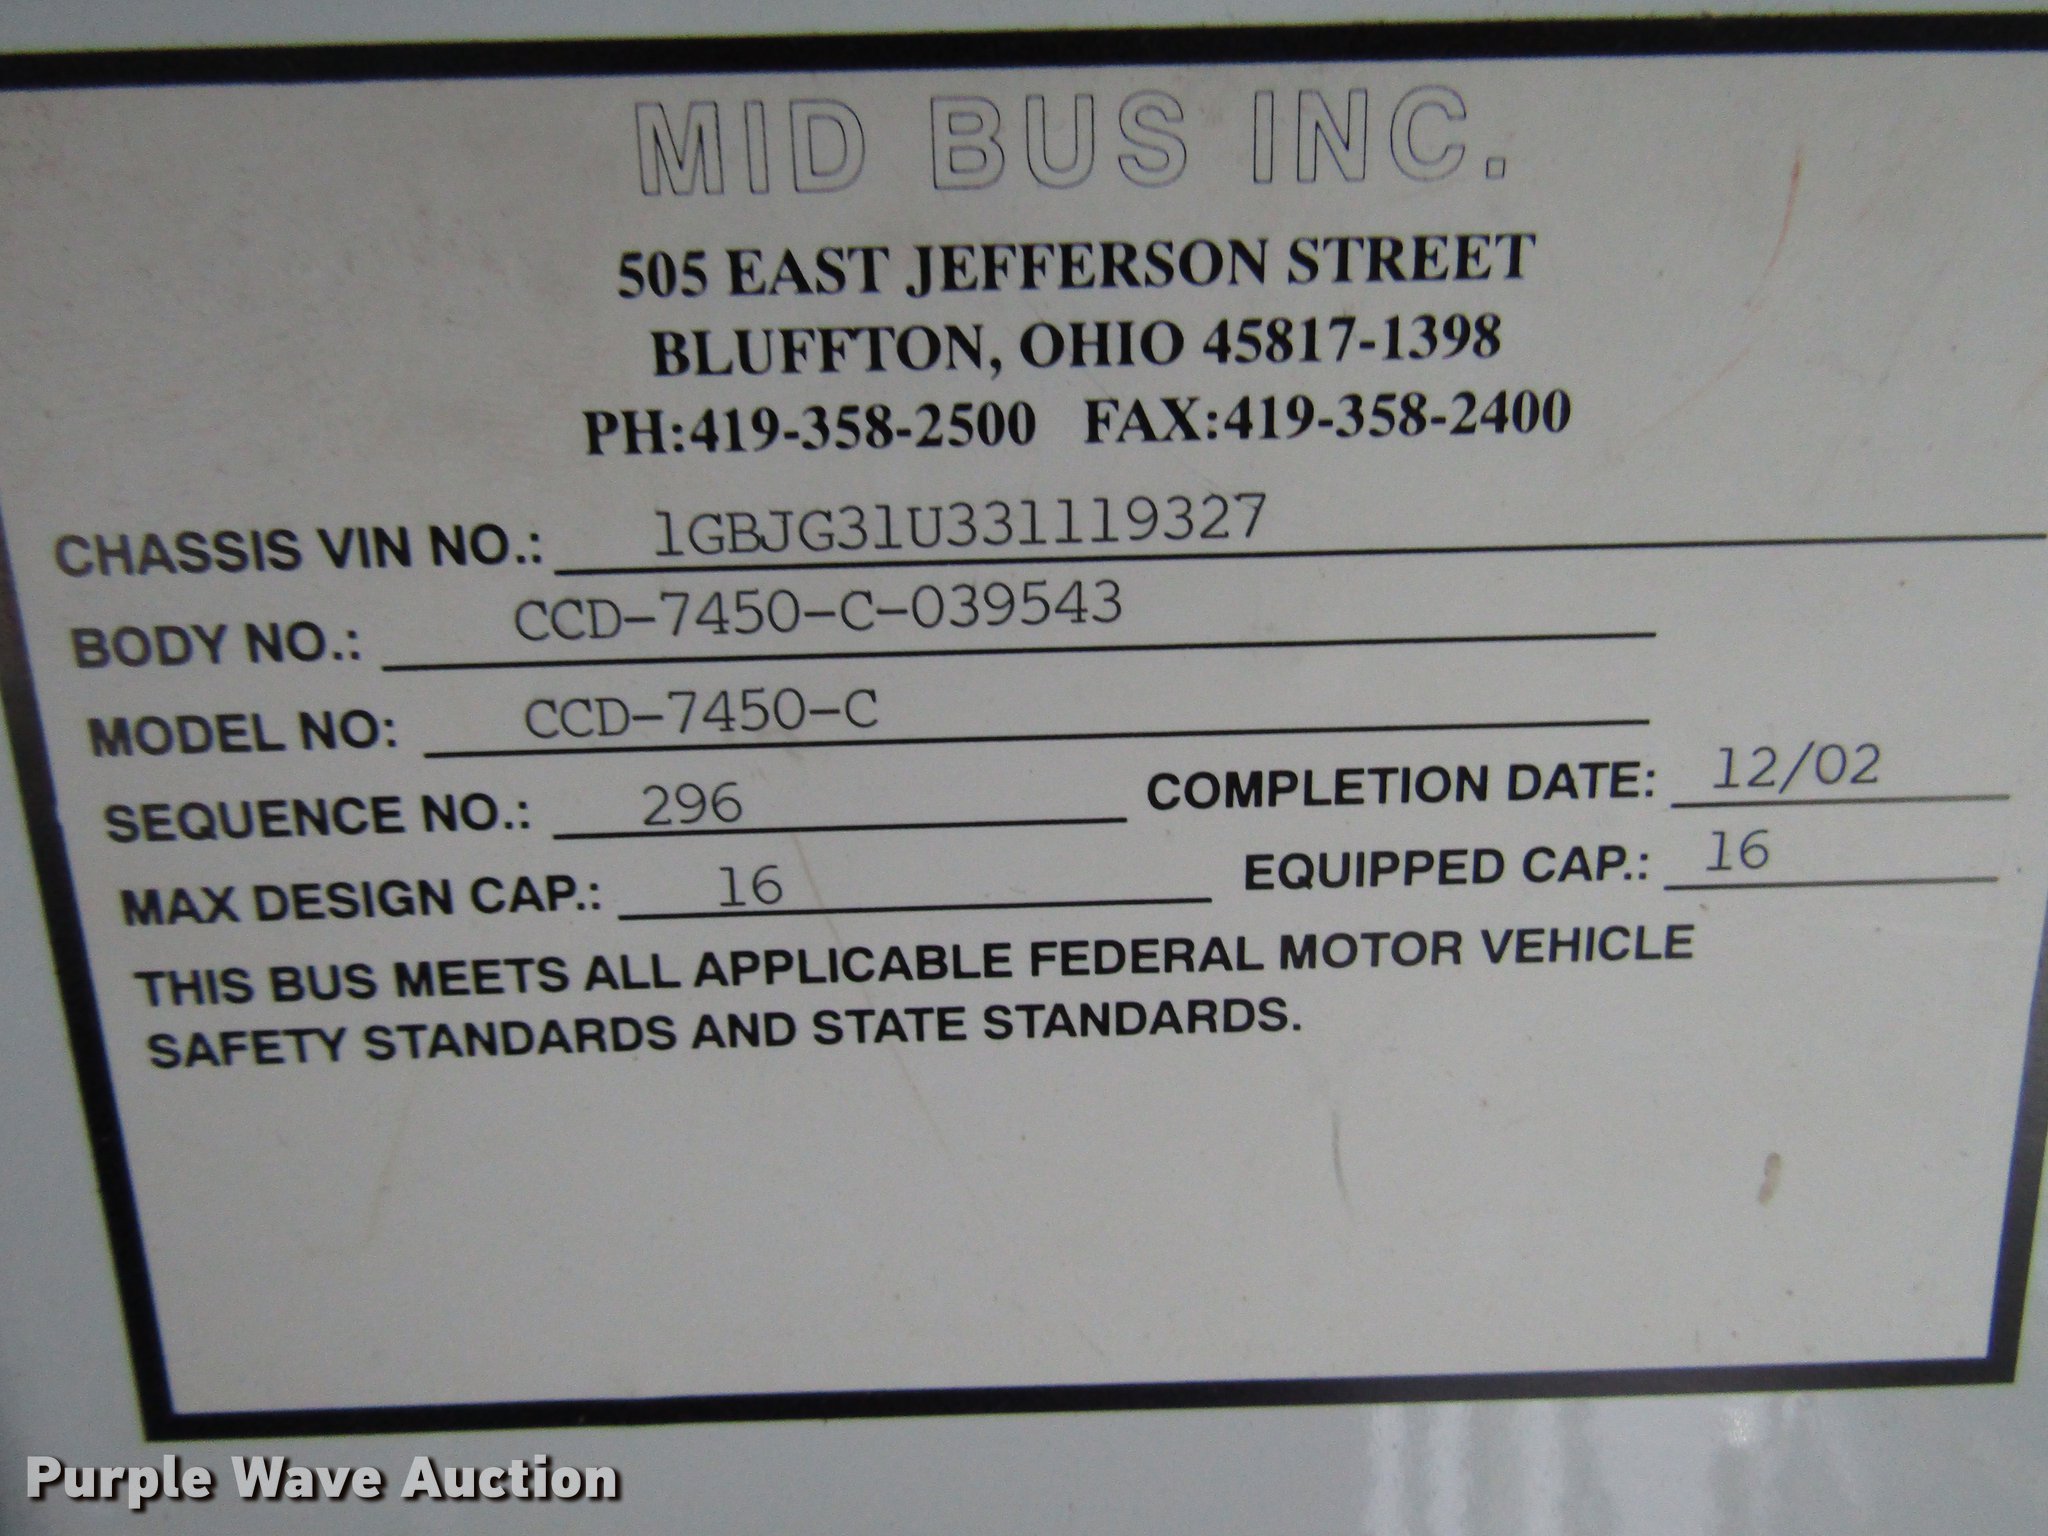 MID BUS INC.
505 EAST JEFFERSON STREET
BLUFFTON, OHIO 45817-1398
PH:419-358-2500 FAX:419-358-2400
CHASSIS VIN NO.: 1GBJG31U331119327
BODY NO.: CCD-7450-C-039543
MODEL NO: CCD-7450-C
SEQUENCE NO.: 296 COMPLETION DATE: 12/02
MAX DESIGN CAP.: 16 EQUIPPED CAP.: 16
THIS BUS MEETS ALL APPLICABLE FEDERAL MOTOR VEHICLE
SAFETY STANDARDS AND STATE STANDARDS.
Purple Wave Auction